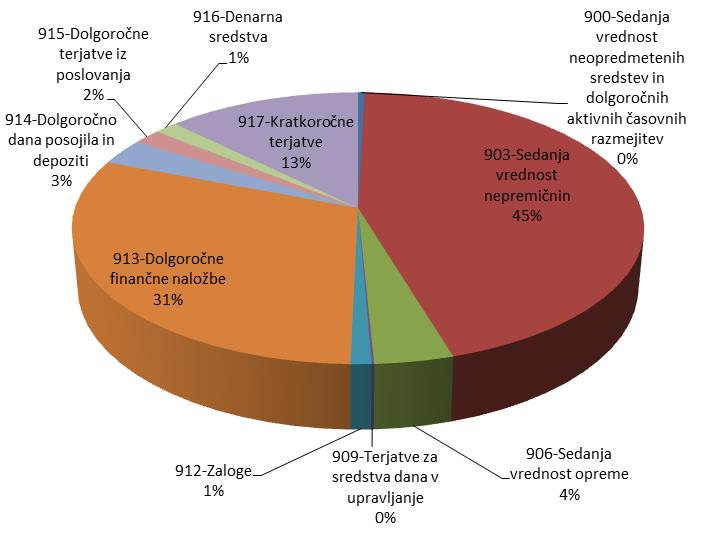 916-Denarna
sredstva
1%
915-Dolgoročne
terjatve iz
poslovanja
2%
914-Dolgoročno
dana posojila in
depoziti
3%
917-Kratkoročne
terjatve
13%
900-Sedanja
vrednost
neopredmetenih
sredstev in
dolgoročnih
aktivnih časovnih
razmejitev
0%
903-Sedanja
vrednost
nepremičnin
45%
913-Dolgoročne
finančne naložbe
31%
912-Zaloge
1%
909-Terjatve za
sredstva dana v
upravljanje
0%
906-Sedanja
vrednost opreme
4%